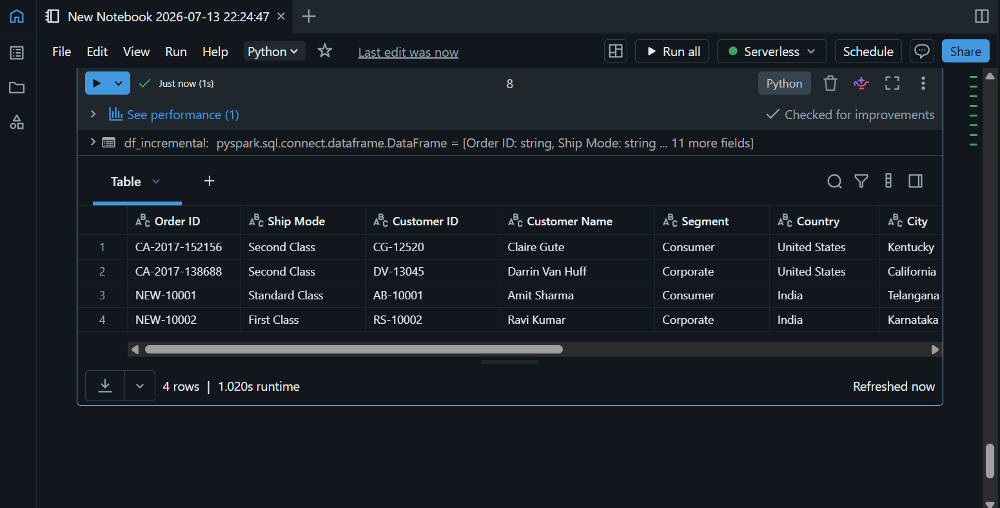 New Notebook 2026-07-13 22:24:47
File Edit View Run Help Python Last edit was now Run all Serverless Schedule Share
Just now (1s) 8 Python
See performance (1) Checked for improvements
df_incremental: pyspark.sql.connect.dataframe.DataFrame = [Order ID: string, Ship Mode: string ... 11 more fields]
Table
Order ID Ship Mode Customer ID Customer Name Segment Country City
1 CA-2017-152156 Second Class CG-12520 Claire Gute Consumer United States Kentucky
2 CA-2017-138688 Second Class DV-13045 Darrin Van Huff Corporate United States California
3 NEW-10001 Standard Class AB-10001 Amit Sharma Consumer India Telangana
4 NEW-10002 First Class RS-10002 Ravi Kumar Corporate India Karnataka
4 rows | 1.020s runtime Refreshed now